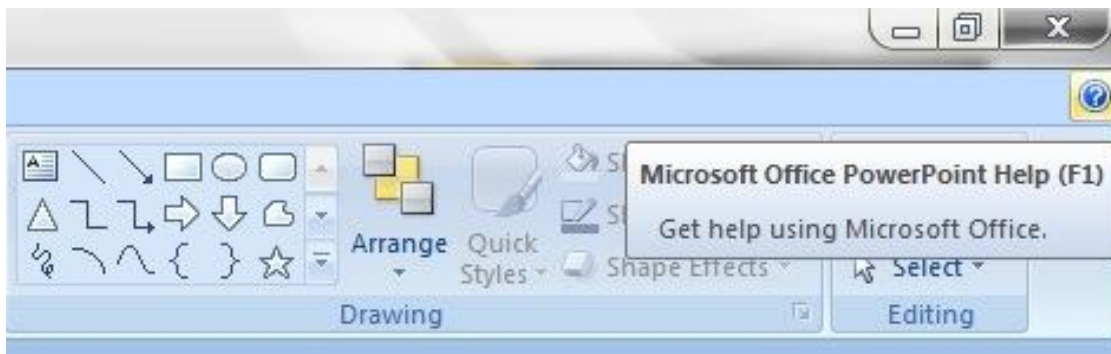 Microsoft Office PowerPoint Help (F1)
Get help using Microsoft Office.
Arrange
Quick
Styles
Shape Effects
Select
Drawing
Editing